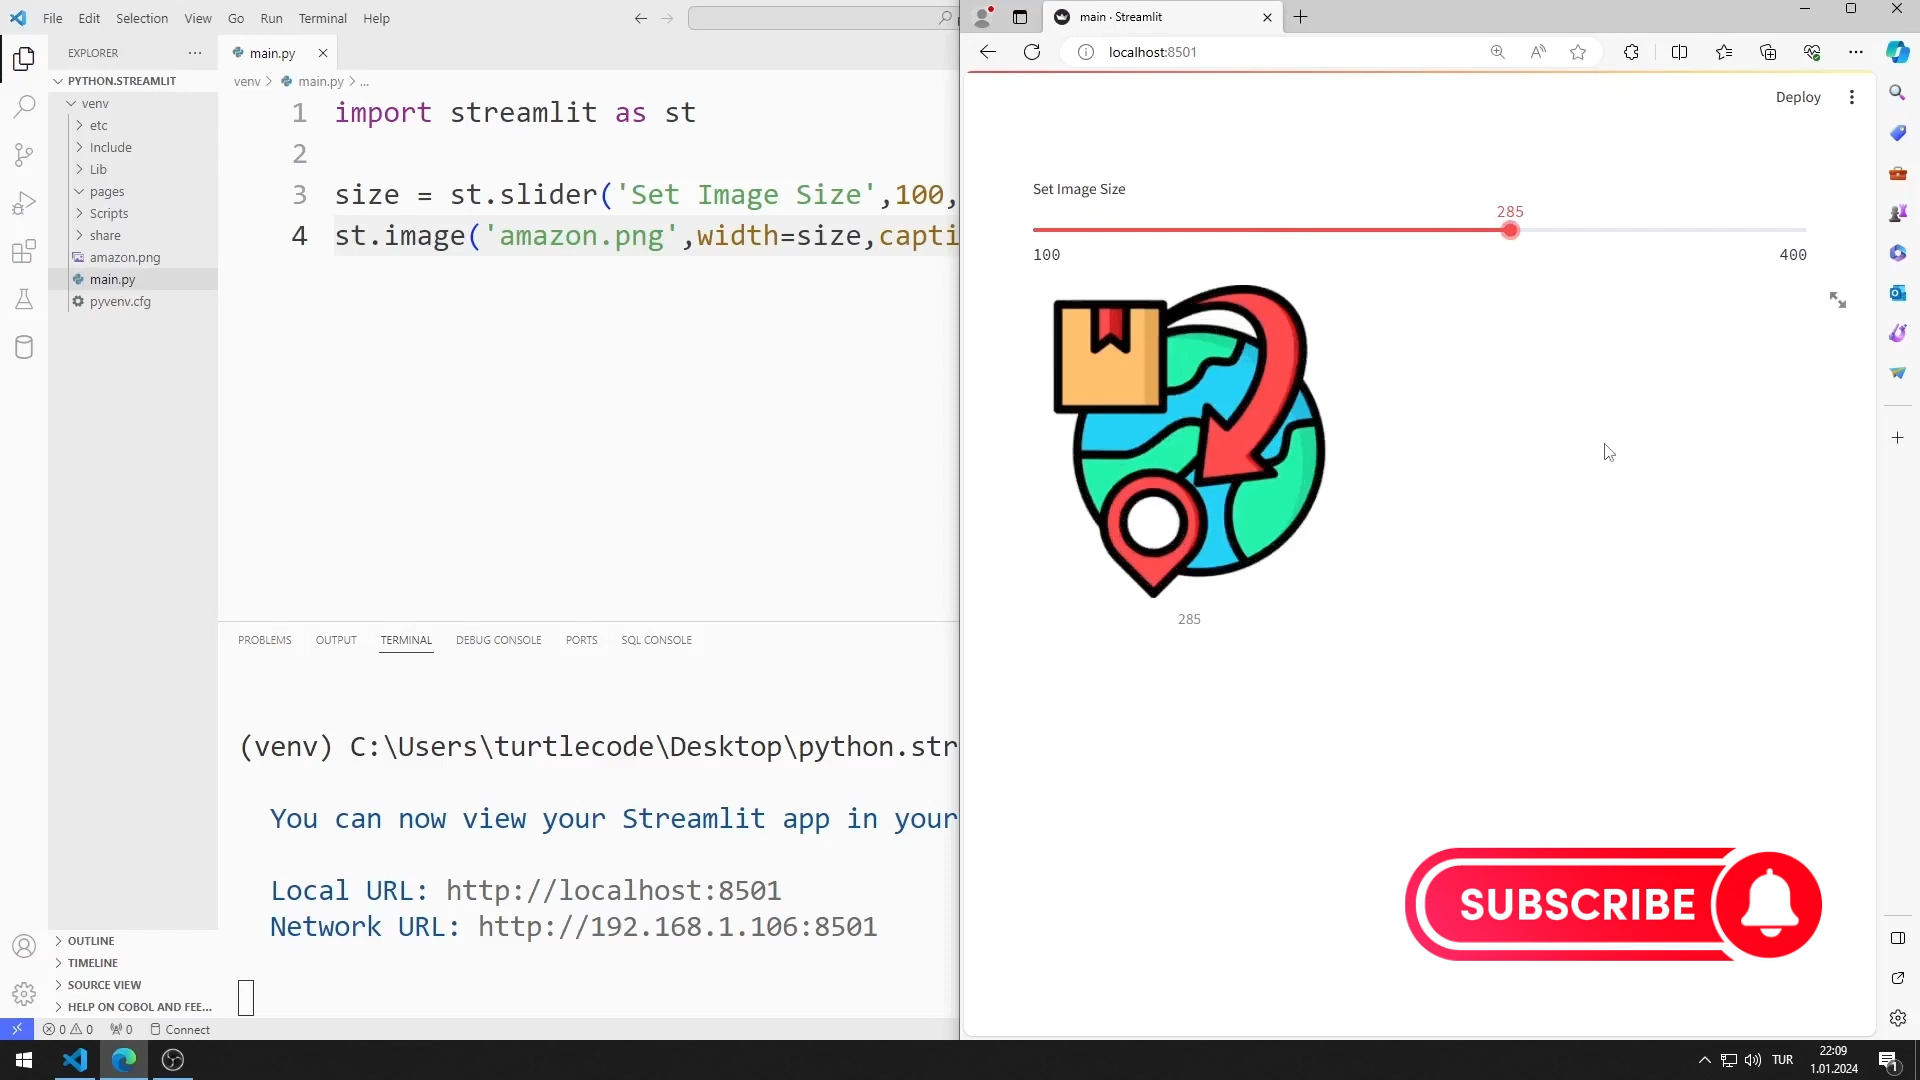 File Edit Selection View Go Run Terminal Help
EXPLORER
PYTHON.STREAMLIT
venv
etc
Include
Lib
pages
Scripts
share
amazon.png
main.py
pyvenv.cfg
OUTLINE
TIMELINE
SOURCE VIEW
HELP ON COBOL AND FEE...
main.py
venv > main.py > ...
1 import streamlit as st
2
3 size = st.slider('Set Image Size',100,
4 st.image('amazon.png',width=size,capti
PROBLEMS OUTPUT TERMINAL DEBUG CONSOLE PORTS SQL CONSOLE
(venv) C:\Users\turtlecode\Desktop\python.str
You can now view your Streamlit app in your
Local URL: http://localhost:8501
Network URL: http://192.168.1.106:8501
0 0 0 Connect
main · Streamlit
localhost:8501
Deploy
Set Image Size
285
100 400
285
SUBSCRIBE
TUR
22:09
1.01.2024
1